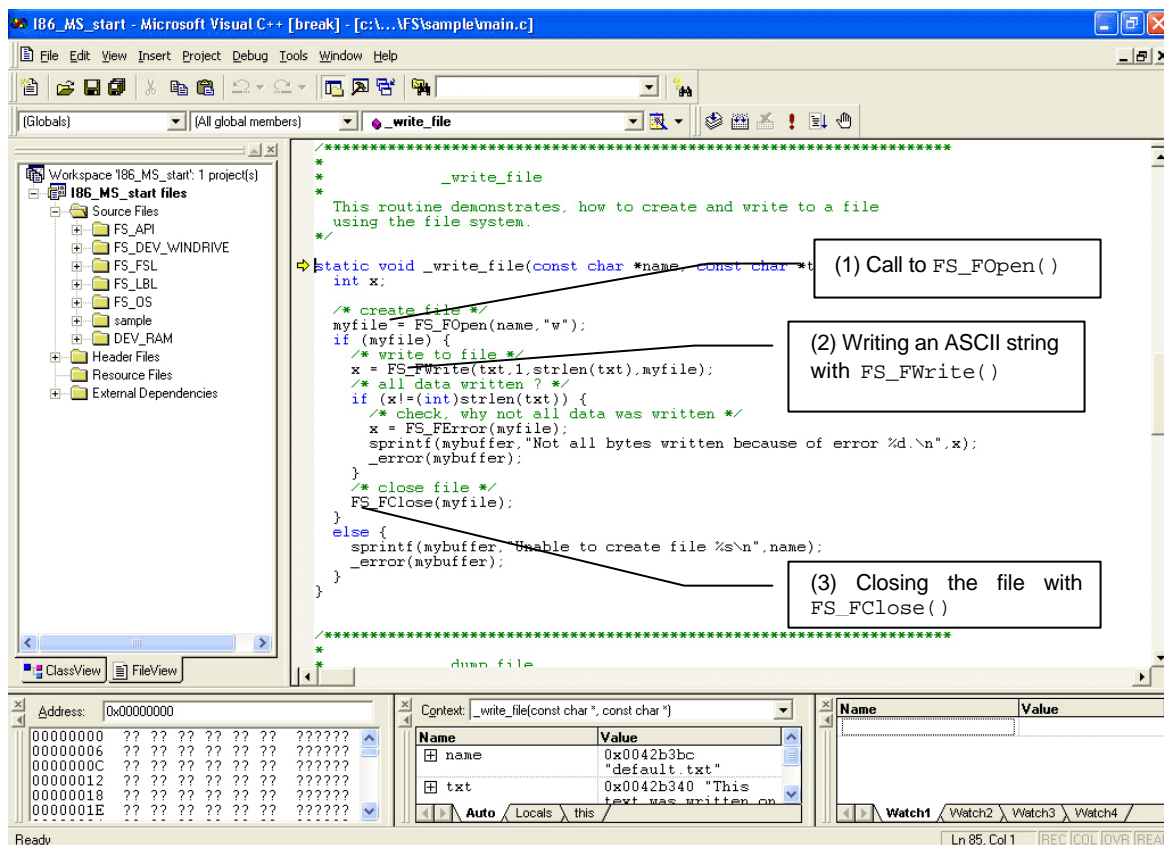 I86_MS_start - Microsoft Visual C++ [break] - [c:\...\FS\sample\main.c]
File Edit View Insert Project Debug Tools Window Help
(Globals) (All global members) _write_file
Workspace 'I86_MS_start': 1 project(s)
I86_MS_start files
Source Files
FS_API
FS_DEV_WINDRIVE
FS_FSL
FS_LBL
FS_OS
sample
DEV_RAM
Header Files
Resource Files
External Dependencies
ClassView FileView
/*********************************************************************
*
* _write_file
*
This routine demonstrates, how to create and write to a file
using the file system.
*/
static void _write_file(const char *name, const char *t
int x;
/* create file */
myfile = FS_FOpen(name,"w");
if (myfile) {
/* write to file */
x = FS_FWrite(txt,1,strlen(txt),myfile);
/* all data written ? */
if (x!=(int)strlen(txt)) {
/* check, why not all data was written */
x = FS_FError(myfile);
sprintf(mybuffer,"Not all bytes written because of error %d.\n",x);
_error(mybuffer);
}
/* close file */
FS_FClose(myfile);
}
else {
sprintf(mybuffer,"Unable to create file %s\n",name);
_error(mybuffer);
}
}
/*********************************************************************
*
* _dump_file
(1) Call to FS_FOpen()
(2) Writing an ASCII string
with FS_FWrite()
(3) Closing the file with
FS_FClose()
Address: 0x00000000
00000000 ?? ?? ?? ?? ?? ?? ??????
00000006 ?? ?? ?? ?? ?? ?? ??????
0000000C ?? ?? ?? ?? ?? ?? ??????
00000012 ?? ?? ?? ?? ?? ?? ??????
00000018 ?? ?? ?? ?? ?? ?? ??????
0000001E ?? ?? ?? ?? ?? ?? ??????
Context: _write_file(const char *, const char *)
Name Value
name 0x0042b3bc
"default.txt"
txt 0x0042b340 "This
text was written on
Auto Locals this
Name Value
Watch1 Watch2 Watch3 Watch4
Ready Ln 85, Col 1 REC COL OVR READ